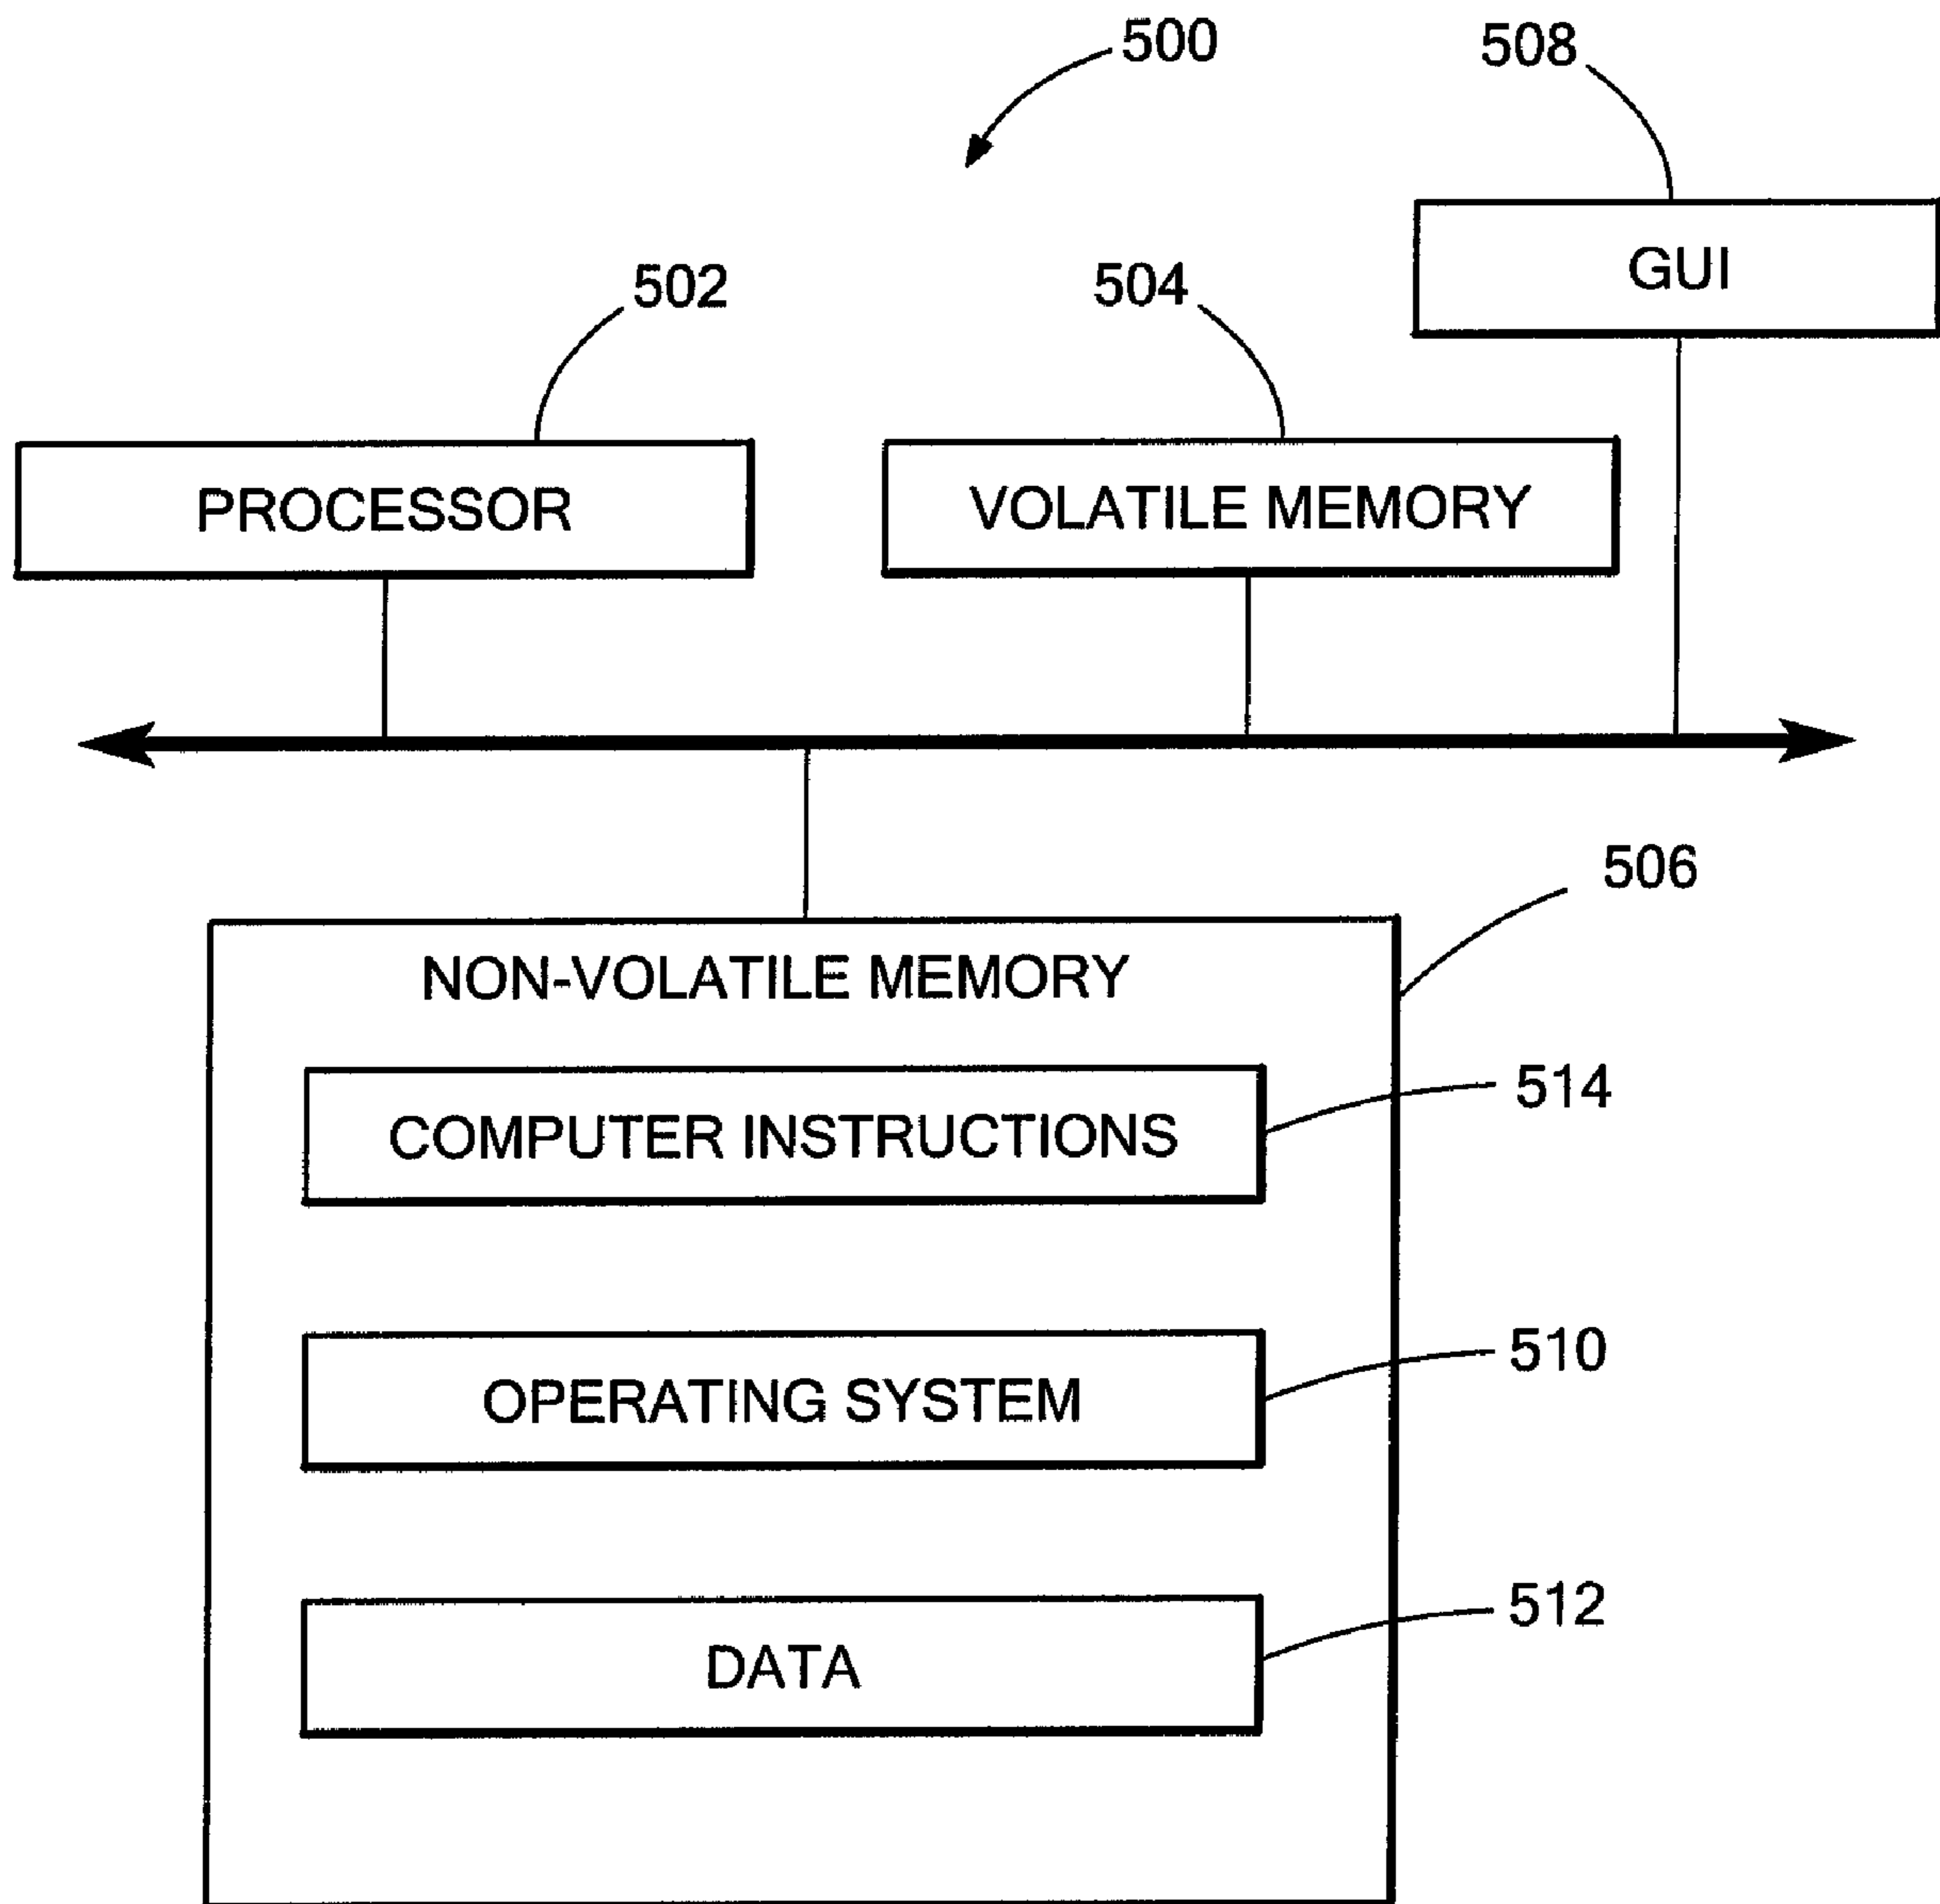 500
508
GUI
502
504
PROCESSOR
VOLATILE MEMORY
506
NON-VOLATILE MEMORY
514
COMPUTER INSTRUCTIONS
510
OPERATING SYSTEM
512
DATA